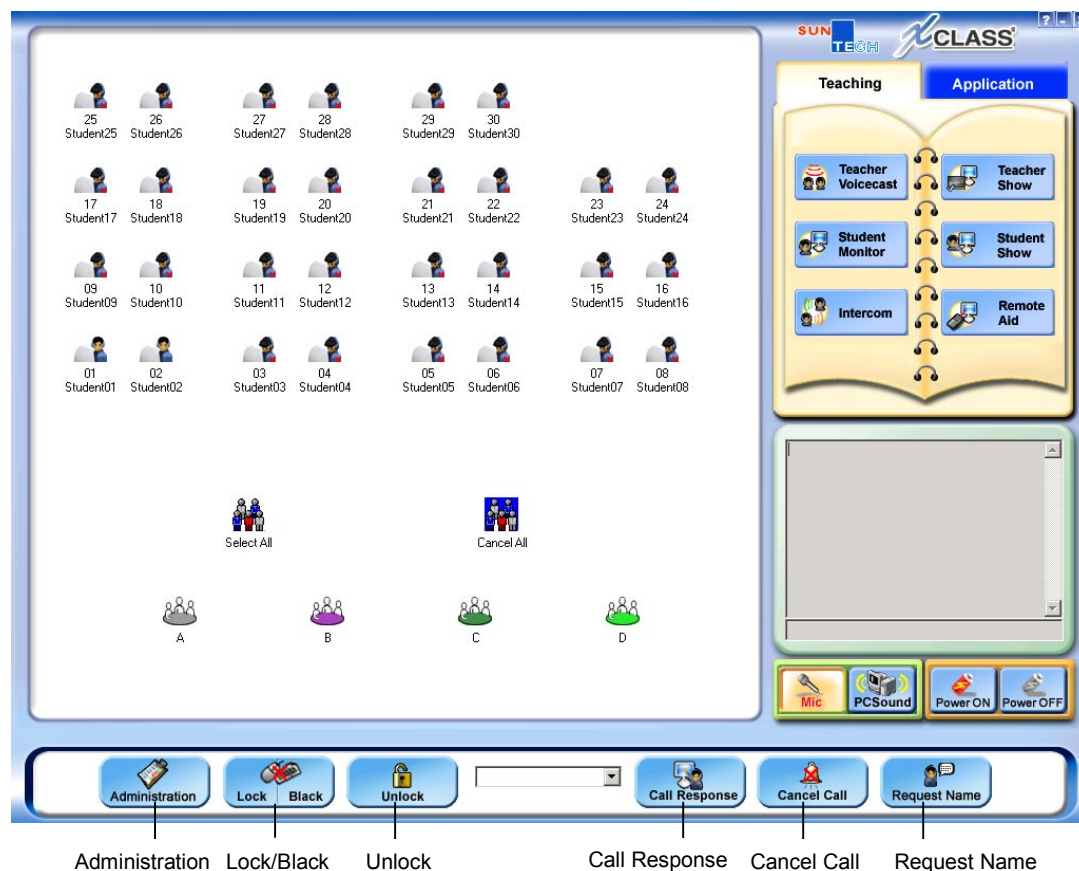 SUN
TECH
XCLASS
? -
Teaching Application
25 26 27 28 29 30
Student25 Student26 Student27 Student28 Student29 Student30
17 18 19 20 21 22 23 24
Student17 Student18 Student19 Student20 Student21 Student22 Student23 Student24
09 10 11 12 13 14 15 16
Student09 Student10 Student11 Student12 Student13 Student14 Student15 Student16
01 02 03 04 05 06 07 08
Student01 Student02 Student03 Student04 Student05 Student06 Student07 Student08
Select All Cancel All
A B C D
Teacher
Voicecast
Teacher
Show
Student
Monitor
Student
Show
Intercom
Remote
Aid
Mic PCSound Power ON Power OFF
Administration Lock Black Unlock Call Response Cancel Call Request Name
Administration Lock/Black Unlock Call Response Cancel Call Request Name